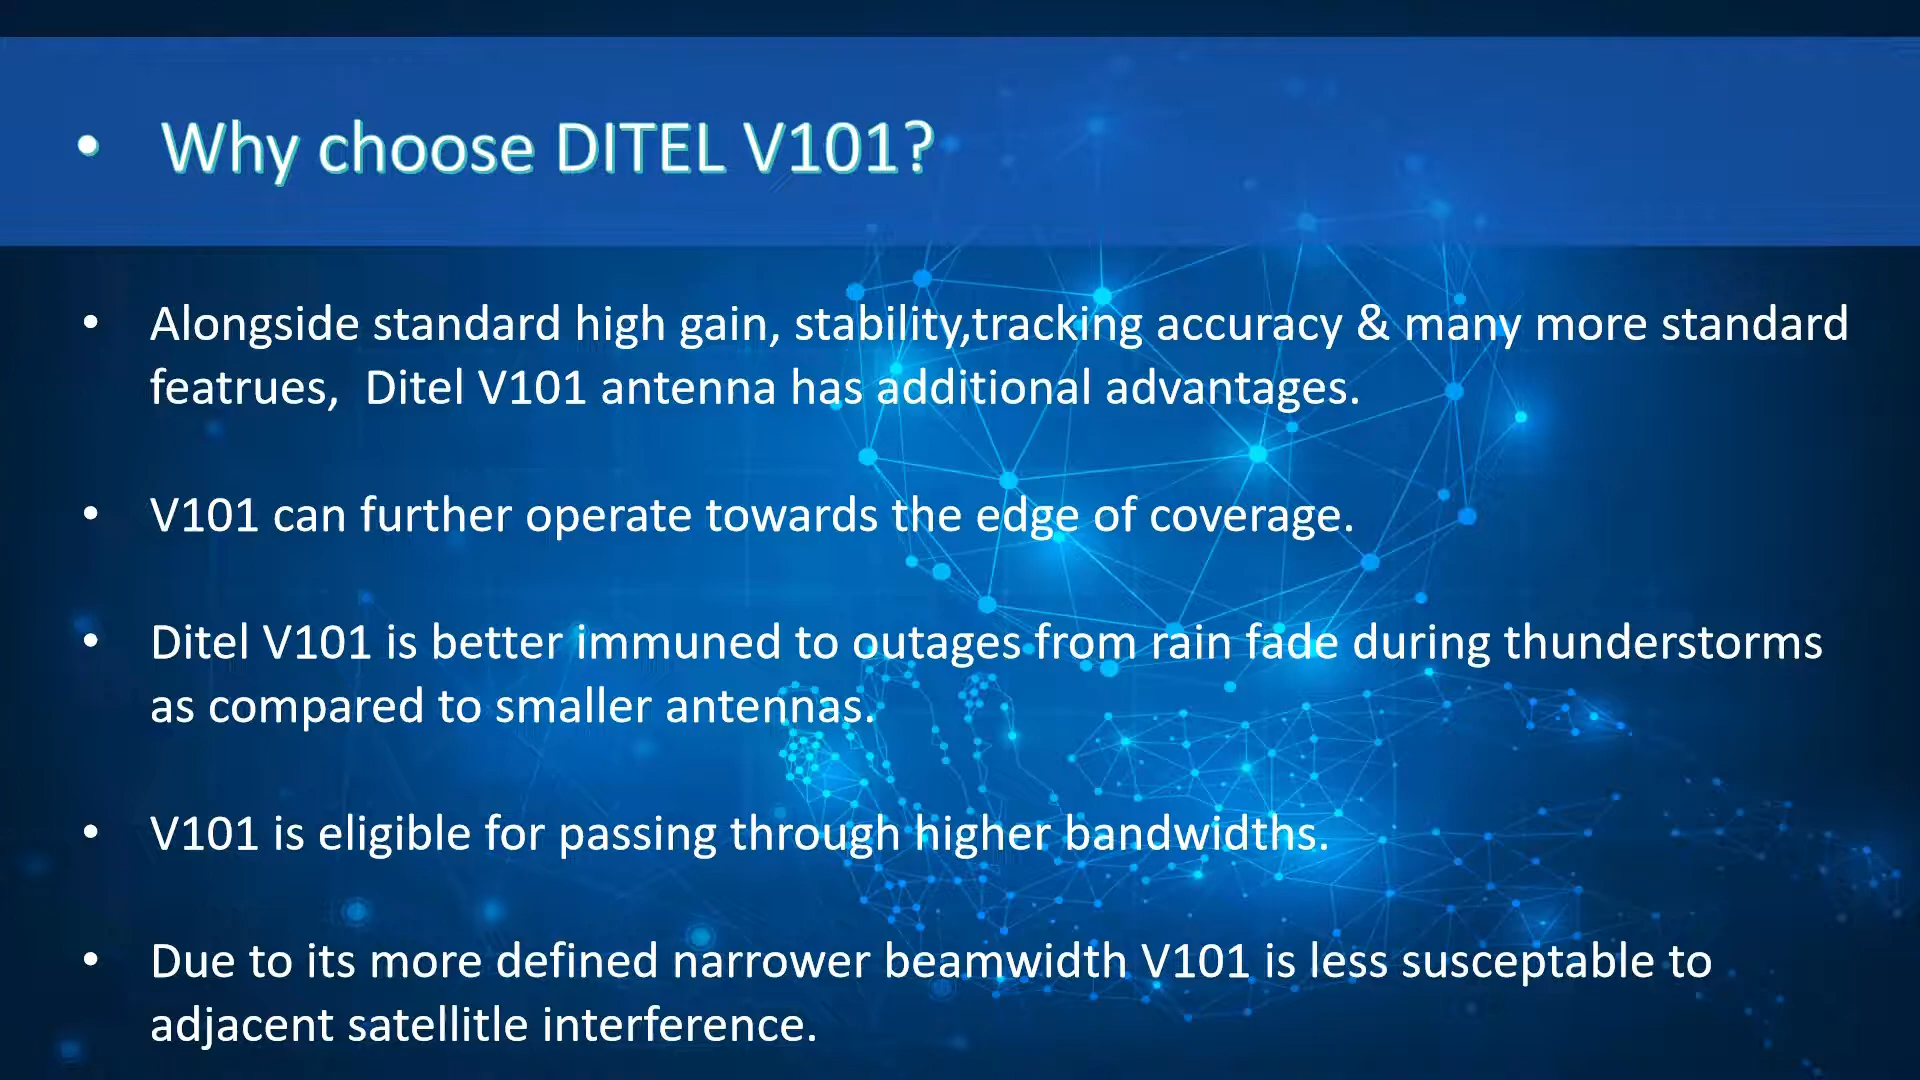 • Why choose DITEL V101?
• Alongside standard high gain, stability,tracking accuracy & many more standard
featrues, Ditel V101 antenna has additional advantages.
• V101 can further operate towards the edge of coverage.
• Ditel V101 is better immuned to outages from rain fade during thunderstorms
as compared to smaller antennas.
• V101 is eligible for passing through higher bandwidths.
• Due to its more defined narrower beamwidth V101 is less susceptable to
adjacent satellitle interference.